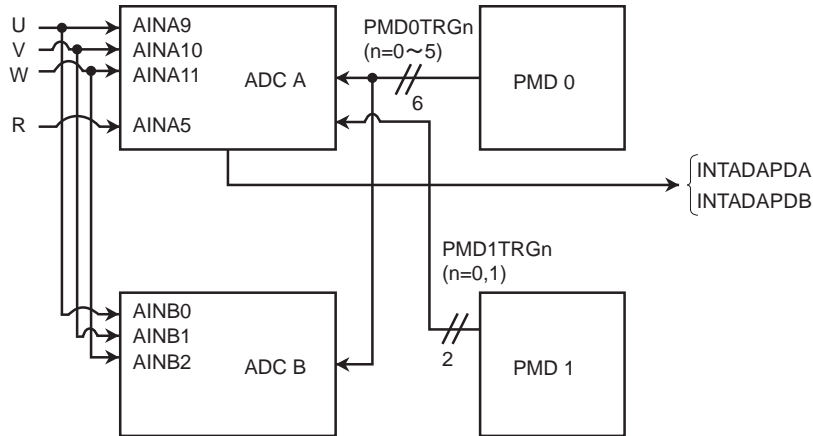 U
V
W
R
AINA9
AINA10
AINA11
AINA5
ADC A
PMD0TRGn
(n=0～5)
6
PMD 0
INTADAPDA
INTADAPDB
PMD1TRGn
(n=0,1)
2
PMD 1
AINB0
AINB1
AINB2
ADC B